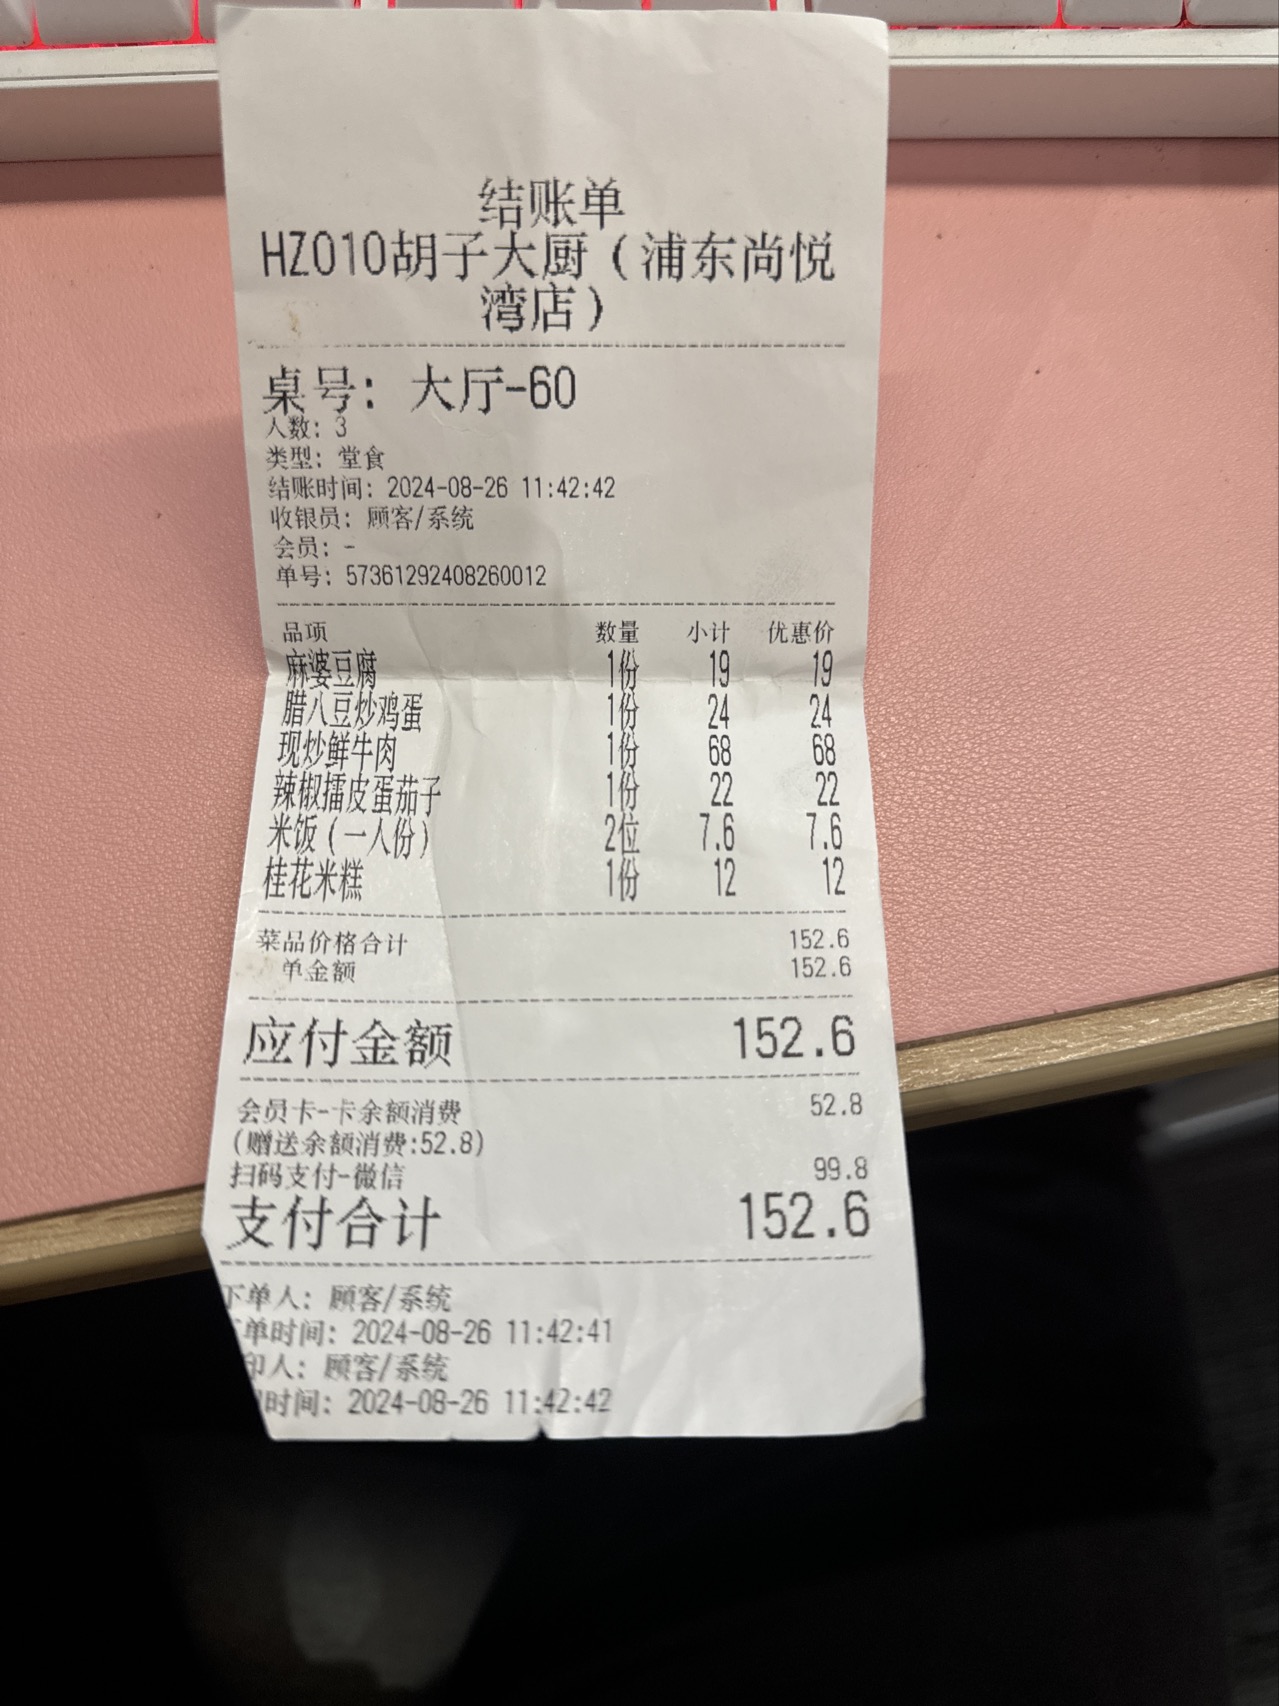 结账单
HZ010胡子大厨（浦东尚悦
湾店）
桌号：大厅-60
人数：3
类型：堂食
结账时间：2024-08-26 11:42:42
收银员：顾客/系统
会员：-
单号：57361292408260012
品项 数量 小计 优惠价
麻婆豆腐 1份 19 19
腊八豆炒鸡蛋 1份 24 24
现炒鲜牛肉 1份 68 68
辣椒擂皮蛋茄子 1份 22 22
米饭（一人份） 2位 7.6 7.6
桂花米糕 1份 12 12
菜品价格合计 152.6
单金额 152.6
应付金额 152.6
会员卡-卡余额消费 52.8
(赠送余额消费:52.8)
扫码支付-微信 99.8
支付合计 152.6
下单人：顾客/系统
单时间：2024-08-26 11:42:41
印人：顾客/系统
时间：2024-08-26 11:42:42